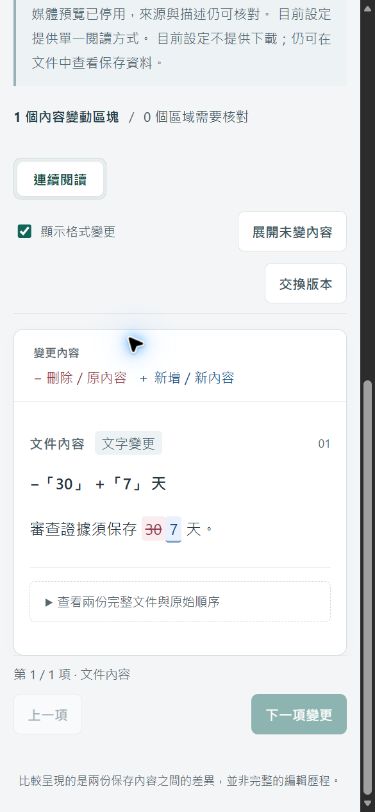 媒體預覽已停用，來源與描述仍可核對。 目前設定
提供單一閱讀方式。 目前設定不提供下載；仍可在
文件中查看保存資料。
1 個內容變動區塊 / 0 個區域需要核對
連續閱讀
顯示格式變更
展開未變內容
交換版本
變更內容
− 刪除 / 原內容 + 新增 / 新內容
文件內容 文字變更 01
−「30」 +「7」 天
審查證據須保存 30 7 天。
▶ 查看兩份完整文件與原始順序
第 1 / 1 項 · 文件內容
上一項 下一項變更
比較呈現的是兩份保存內容之間的差異，並非完整的編輯歷程。